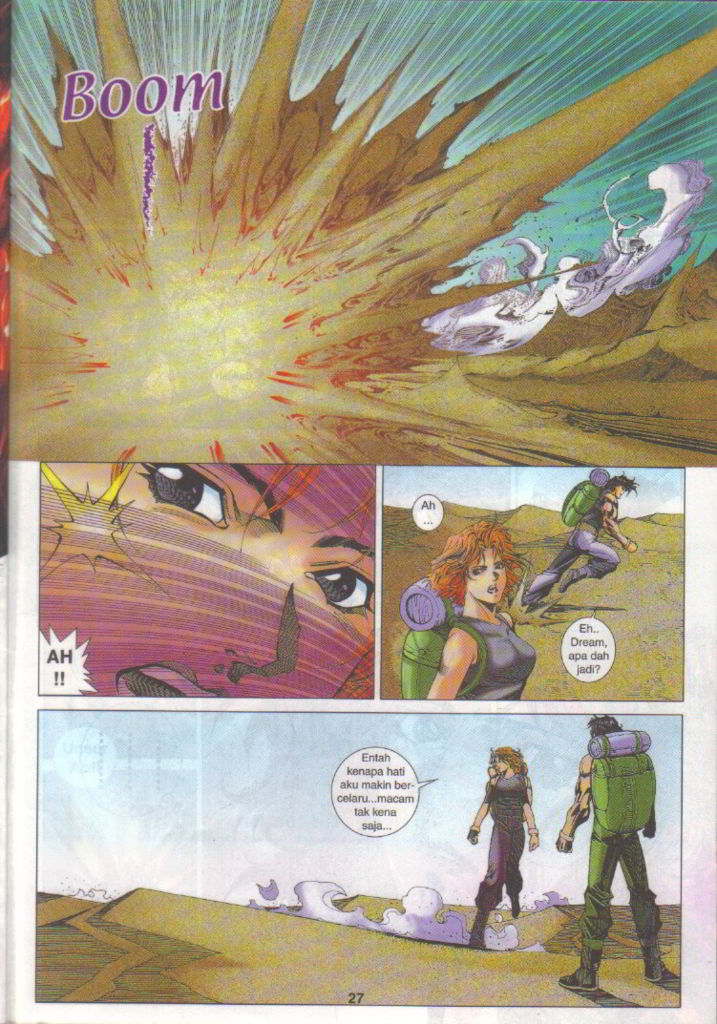 Boom
AH
!!
Ah
...
Eh..
Dream,
apa dah
jadi?
Entah
kenapa hati
aku makin ber-
celaru...macam
tak kena
saja...
27